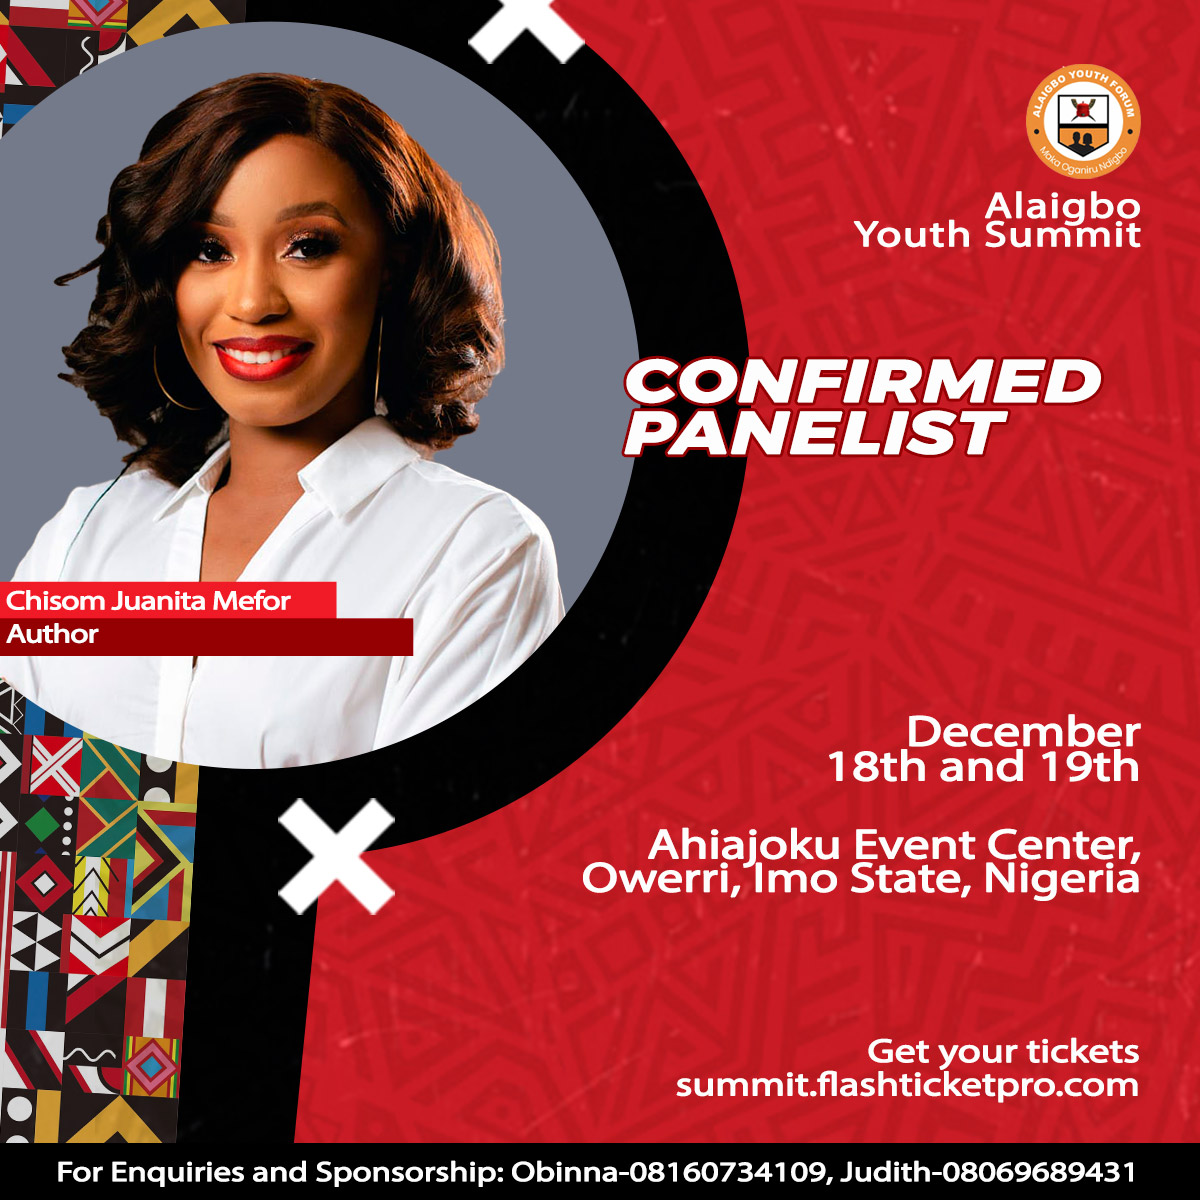 ALAIGBO YOUTH FORUM
Maka Oganiru Ndigbo
Alaigbo
Youth Summit
CONFIRMED
PANELIST
Chisom Juanita Mefor
Author
December
18th and 19th
Ahiajoku Event Center,
Owerri, Imo State, Nigeria
Get your tickets
summit.flashticketpro.com
For Enquiries and Sponsorship: Obinna-08160734109, Judith-08069689431